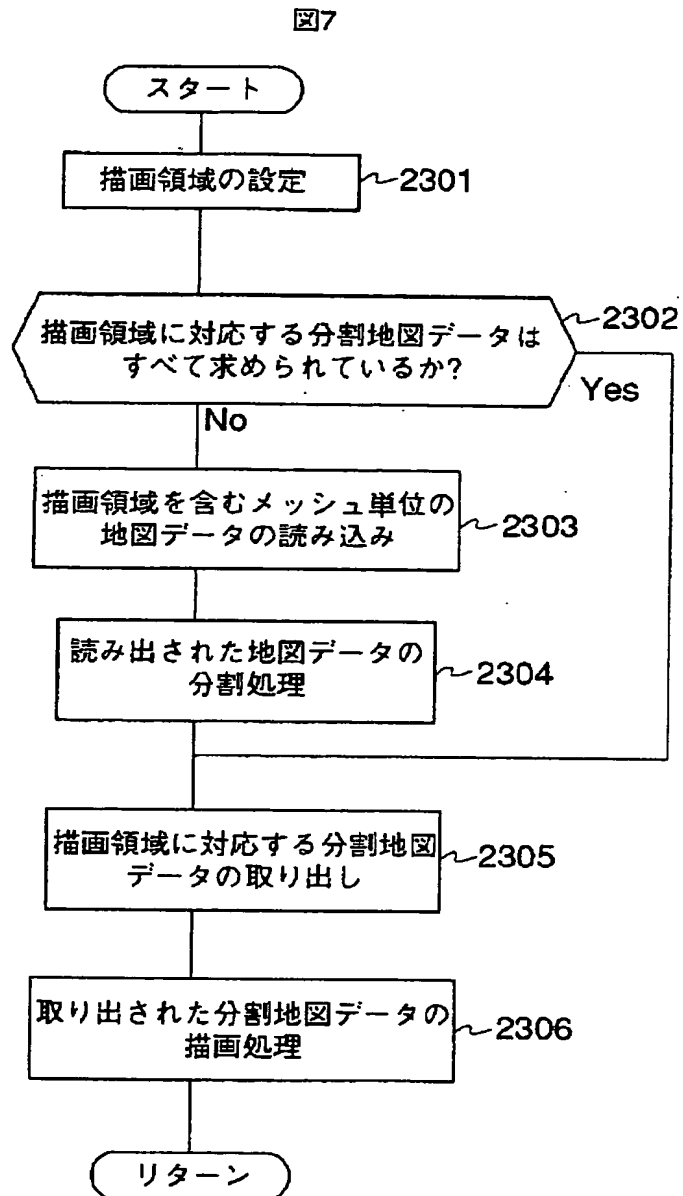 図7
スタート
描画領域の設定
2301
描画領域に対応する分割地図データは
すべて求められているか?
2302
Yes
No
描画領域を含むメッシュ単位の
地図データの読み込み
2303
読み出された地図データの
分割処理
2304
描画領域に対応する分割地図
データの取り出し
2305
取り出された分割地図データの
描画処理
2306
リターン